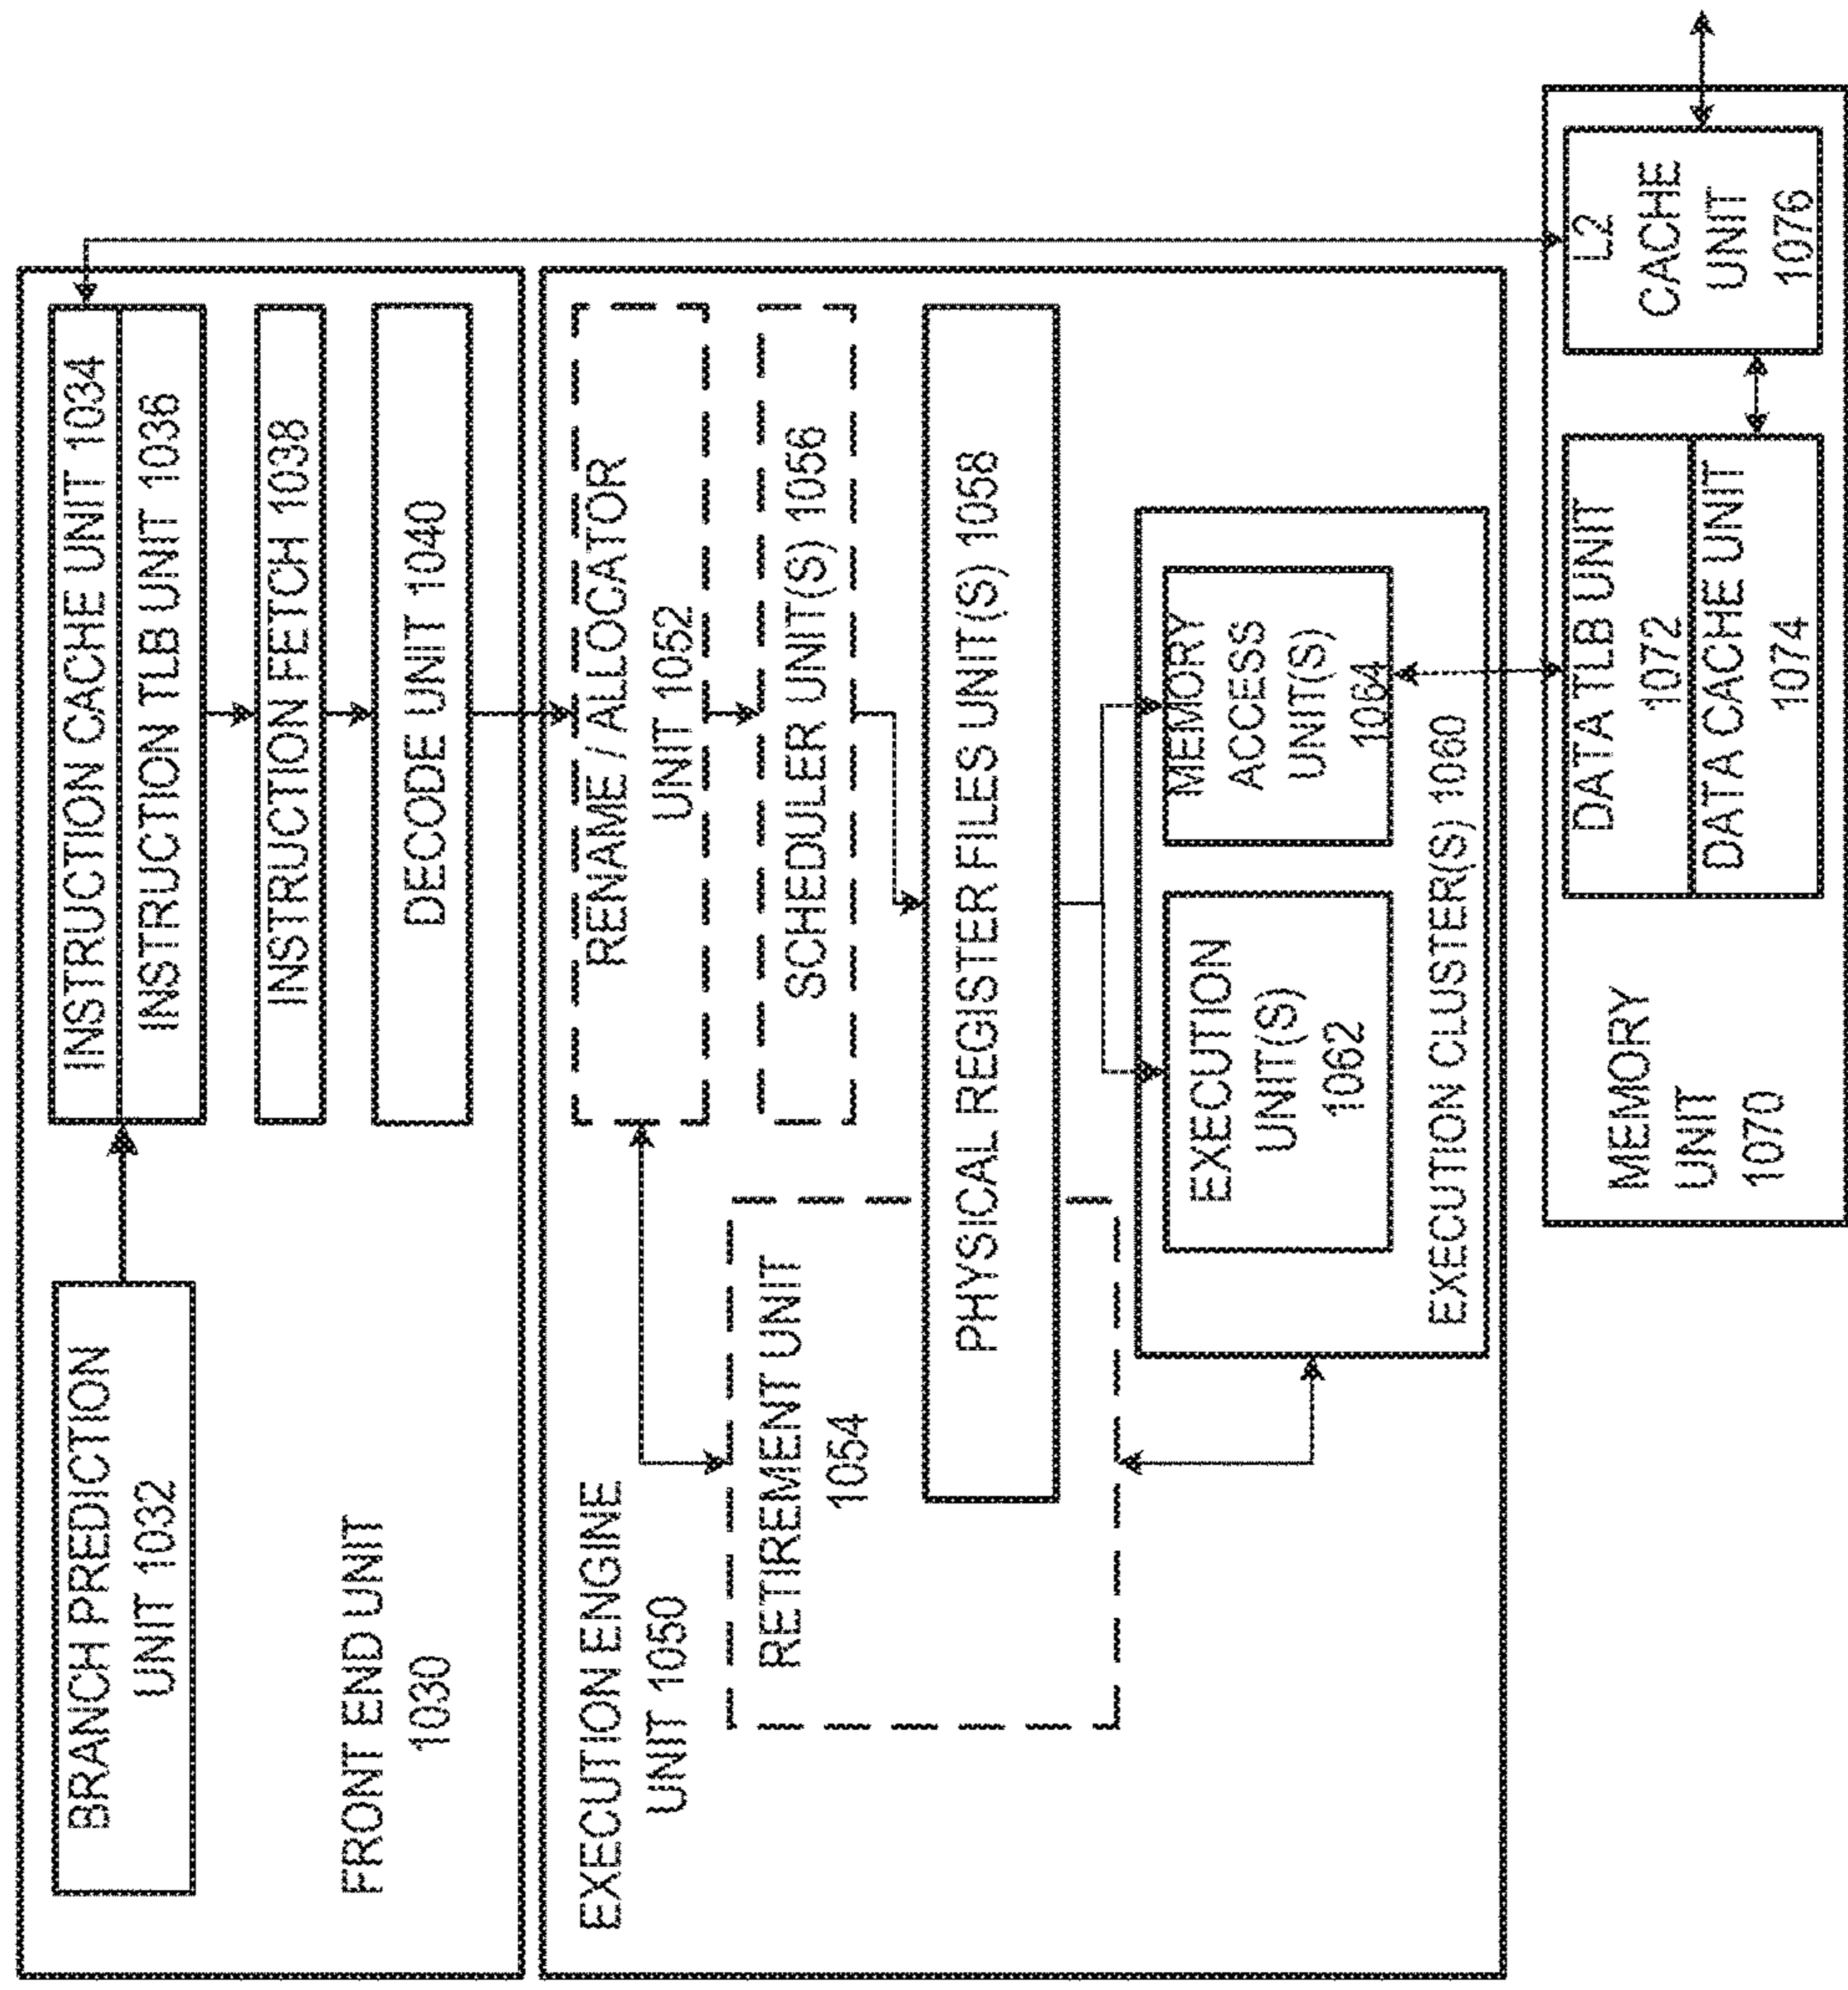 BRANCH PREDICTION
UNIT 1032
INSTRUCTION CACHE UNIT 1034
INSTRUCTION TLB UNIT 1036
INSTRUCTION FETCH 1038
FRONT END UNIT
1030
DECODE UNIT 1040
EXECUTION ENGINE
UNIT 1050
RENAME / ALLOCATOR
UNIT 1052
RETIREMENT UNIT
1054
SCHEDULER UNIT(S) 1056
PHYSICAL REGISTER FILES UNIT(S) 1058
EXECUTION
UNIT(S)
1062
MEMORY
ACCESS
UNIT(S)
1064
EXECUTION CLUSTER(S) 1060
MEMORY
UNIT
1070
DATA TLB UNIT
1072
DATA CACHE UNIT
1074
L2
CACHE
UNIT
1076